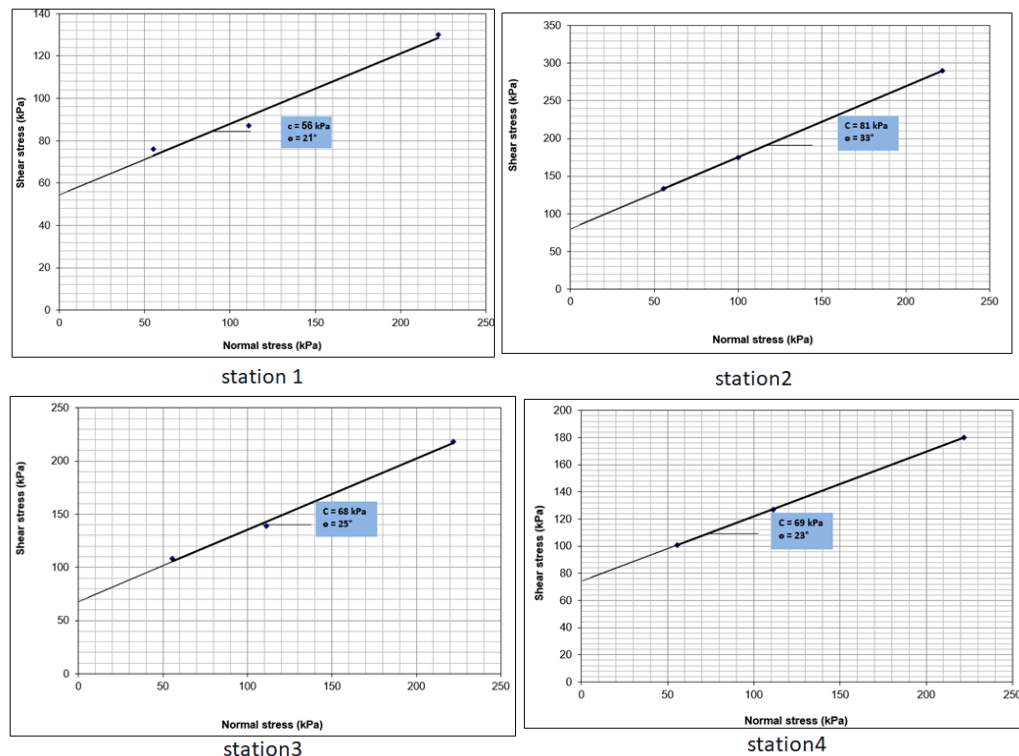 140
120
100
80
60
40
20
0
Shear stress (kPa)
c = 56 kPa
ɵ = 21°
0 50 100 150 200 250
Normal stress (kPa)
station 1
350
300
250
200
150
100
50
0
Shear stress (kPa)
C = 81 kPa
ɵ = 33°
0 50 100 150 200 250
Normal stress (kPa)
station2
250
200
150
100
50
0
Shear stress (kPa)
C = 68 kPa
ɵ = 25°
0 50 100 150 200 250
Normal stress (kPa)
station3
200
180
160
140
120
100
80
60
40
20
0
Shear stress (kPa)
C = 69 kPa
ɵ = 23°
0 50 100 150 200 250
Normal stress (kPa)
station4